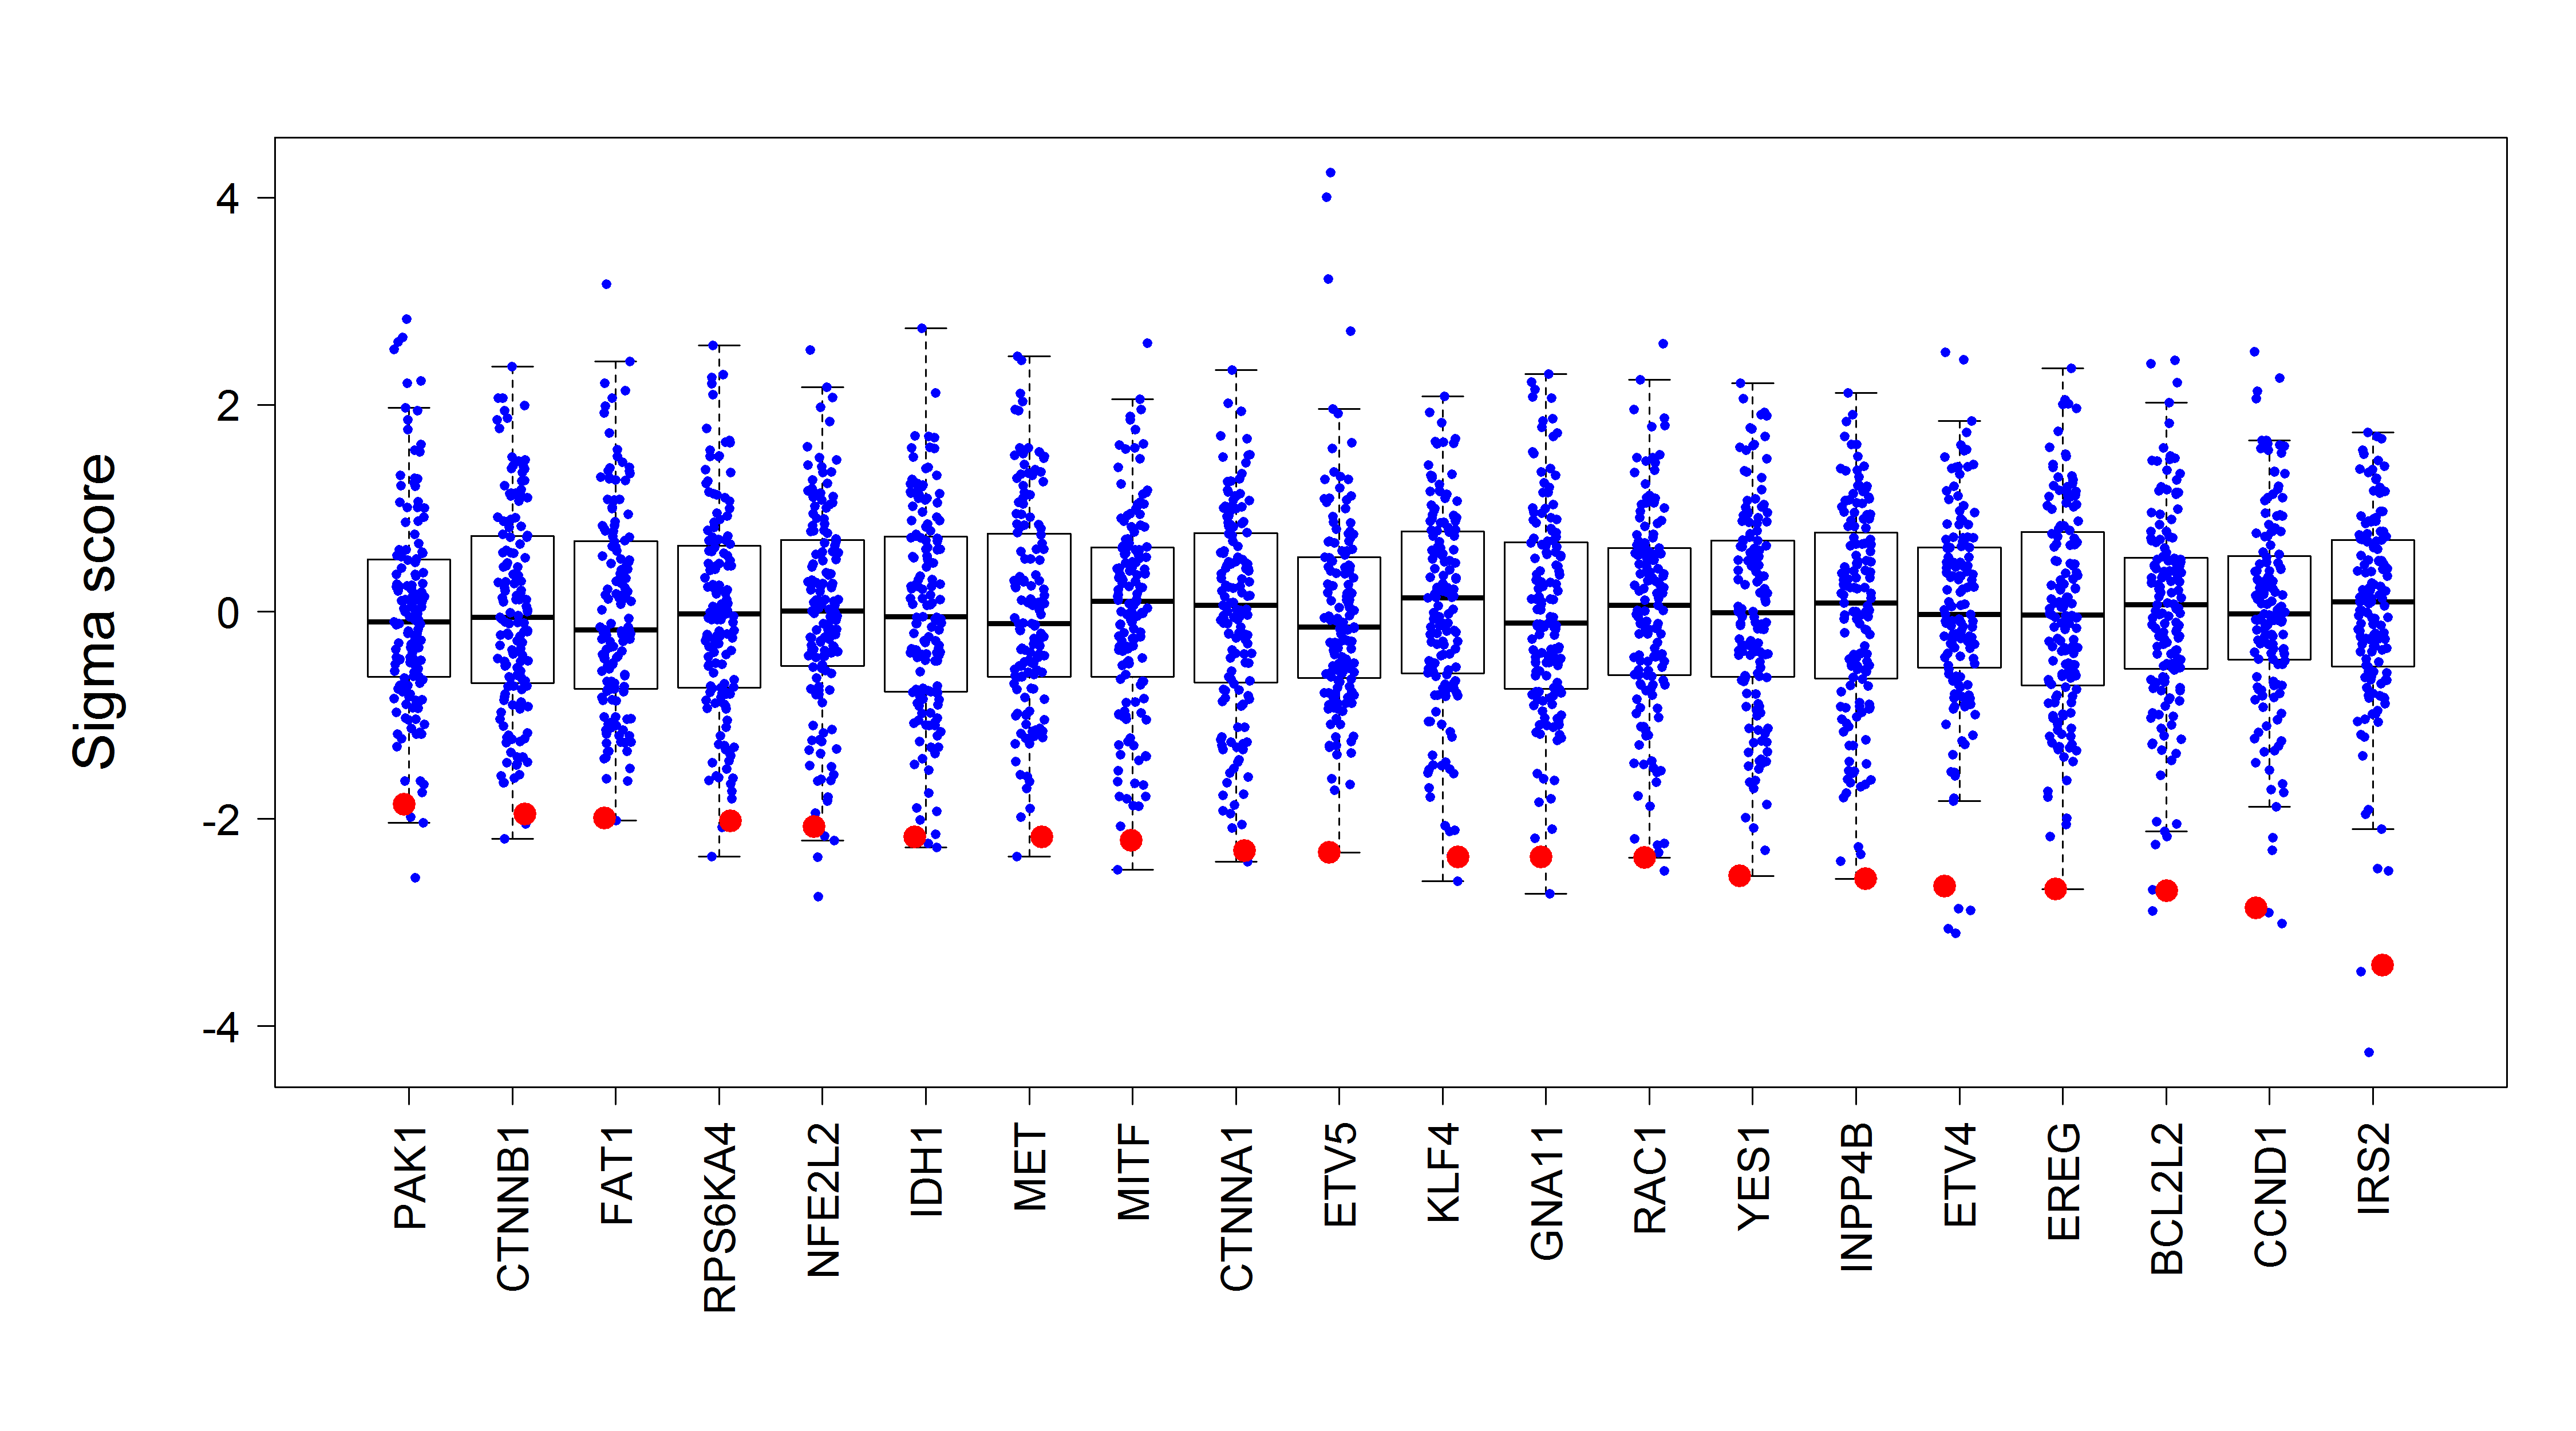 Sigma score
4
2
0
-2
-4
PAK1
CTNNB1
FAT1
RPS6KA4
NFE2L2
IDH1
MET
MITF
CTNNA1
ETV5
KLF4
GNA11
RAC1
YES1
INPP4B
ETV4
EREG
BCL2L2
CCND1
IRS2